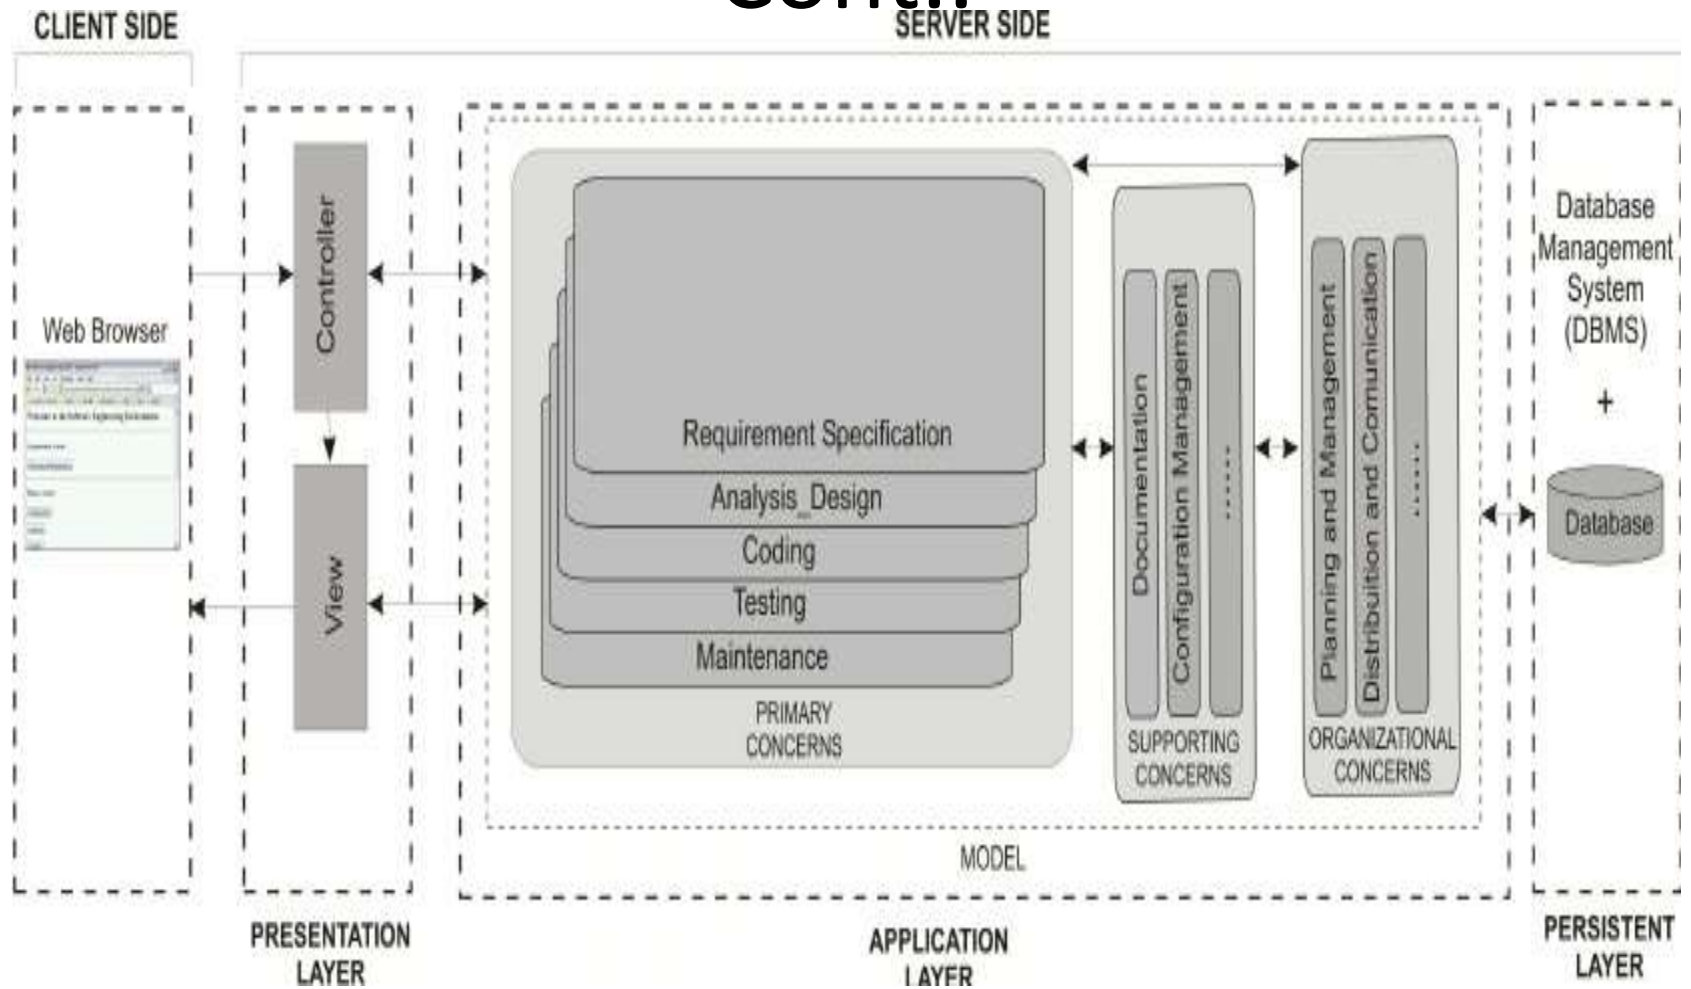 Cont..
CLIENT SIDE
SERVER SIDE
Web Browser
Controller
View
Requirement Specification
Analysis_Design
Coding
Testing
Maintenance
PRIMARY
CONCERNS
Documentation
Configuration Management
......
SUPPORTING
CONCERNS
Planning and Management
Distribuition and Comunication
......
ORGANIZATIONAL
CONCERNS
MODEL
Database
Management
System
(DBMS)
+
Database
PRESENTATION
LAYER
APPLICATION
LAYER
PERSISTENT
LAYER